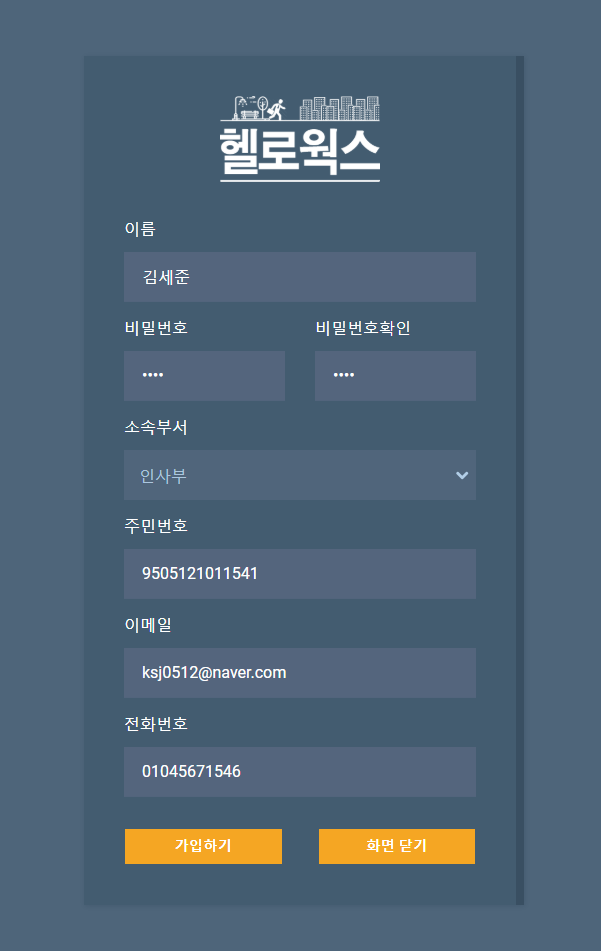 헬로웍스
이름
김세준
비밀번호 비밀번호확인
•••• ••••
소속부서
인사부
주민번호
9505121011541
이메일
ksj0512@naver.com
전화번호
01045671546
가입하기 화면 닫기